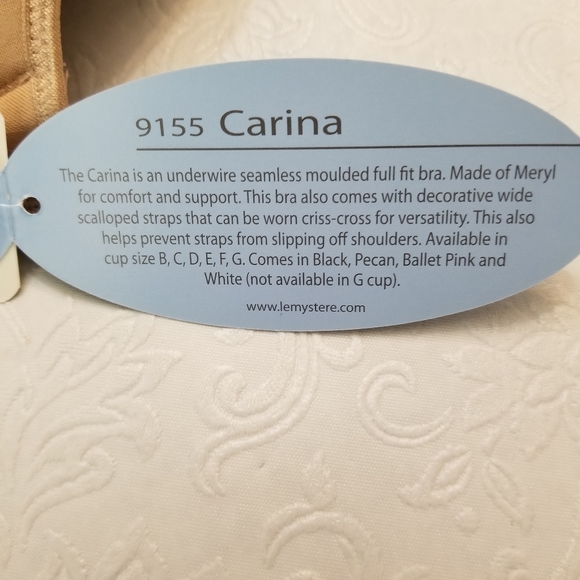 9155 Carina
The Carina is an underwire seamless moulded full fit bra. Made of Meryl
for comfort and support. This bra also comes with decorative wide
scalloped straps that can be worn criss-cross for versatility. This also
helps prevent straps from slipping off shoulders. Available in
cup size B, C, D, E, F, G. Comes in Black, Pecan, Ballet Pink and
White (not available in G cup).
www.lemystere.com